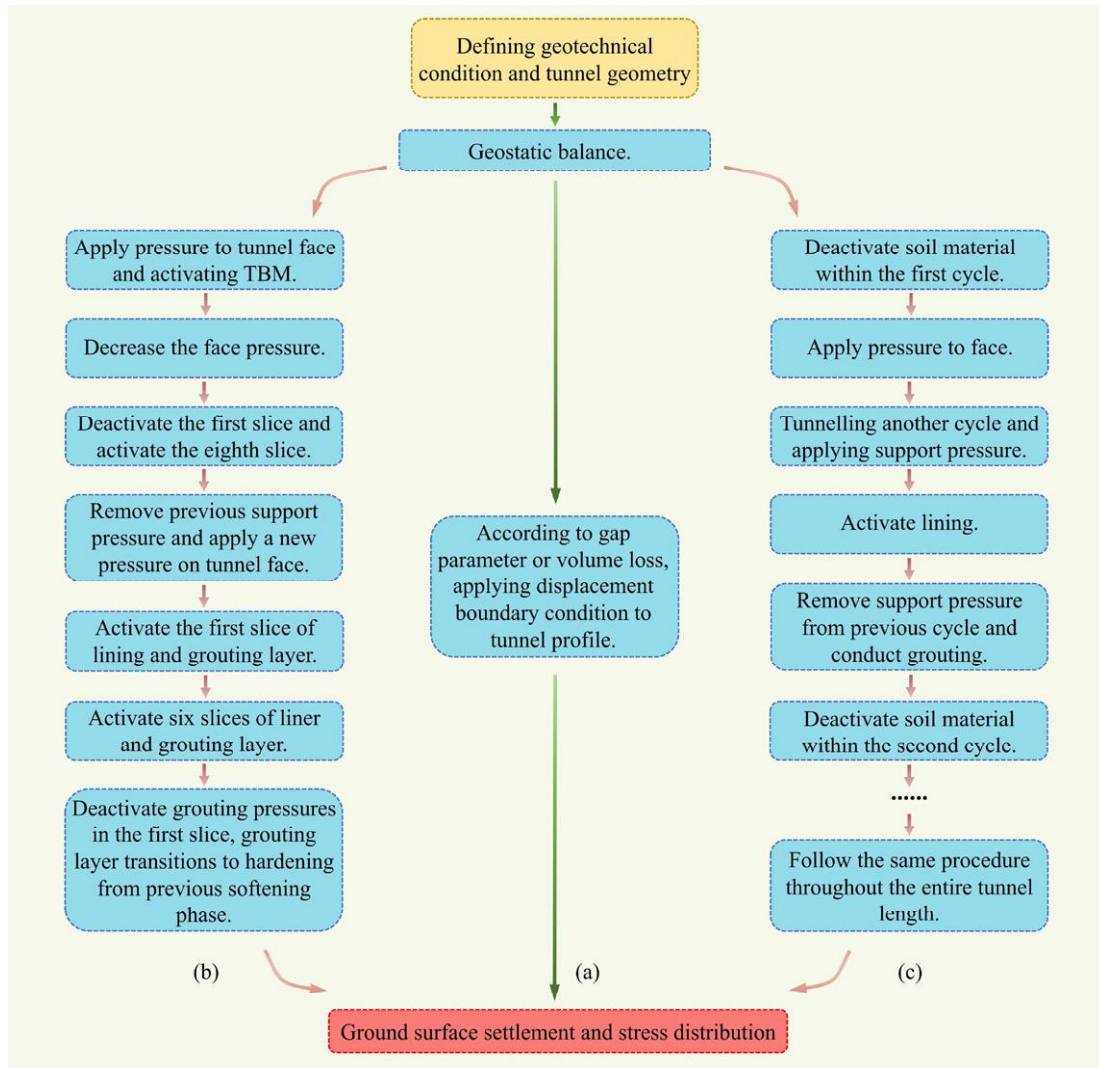 Defining geotechnical
condition and tunnel geometry
Geostatic balance.
Apply pressure to tunnel face
and activating TBM.
Decrease the face pressure.
Deactivate the first slice and
activate the eighth slice.
Remove previous support
pressure and apply a new
pressure on tunnel face.
Activate the first slice of
lining and grouting layer.
Activate six slices of liner
and grouting layer.
Deactivate grouting pressures
in the first slice, grouting
layer transitions to hardening
from previous softening
phase.
(b)
According to gap
parameter or volume loss,
applying displacement
boundary condition to
tunnel profile.
(a)
Deactivate soil material
within the first cycle.
Apply pressure to face.
Tunnelling another cycle and
applying support pressure.
Activate lining.
Remove support pressure
from previous cycle and
conduct grouting.
Deactivate soil material
within the second cycle.
......
Follow the same procedure
throughout the entire tunnel
length.
(c)
Ground surface settlement and stress distribution